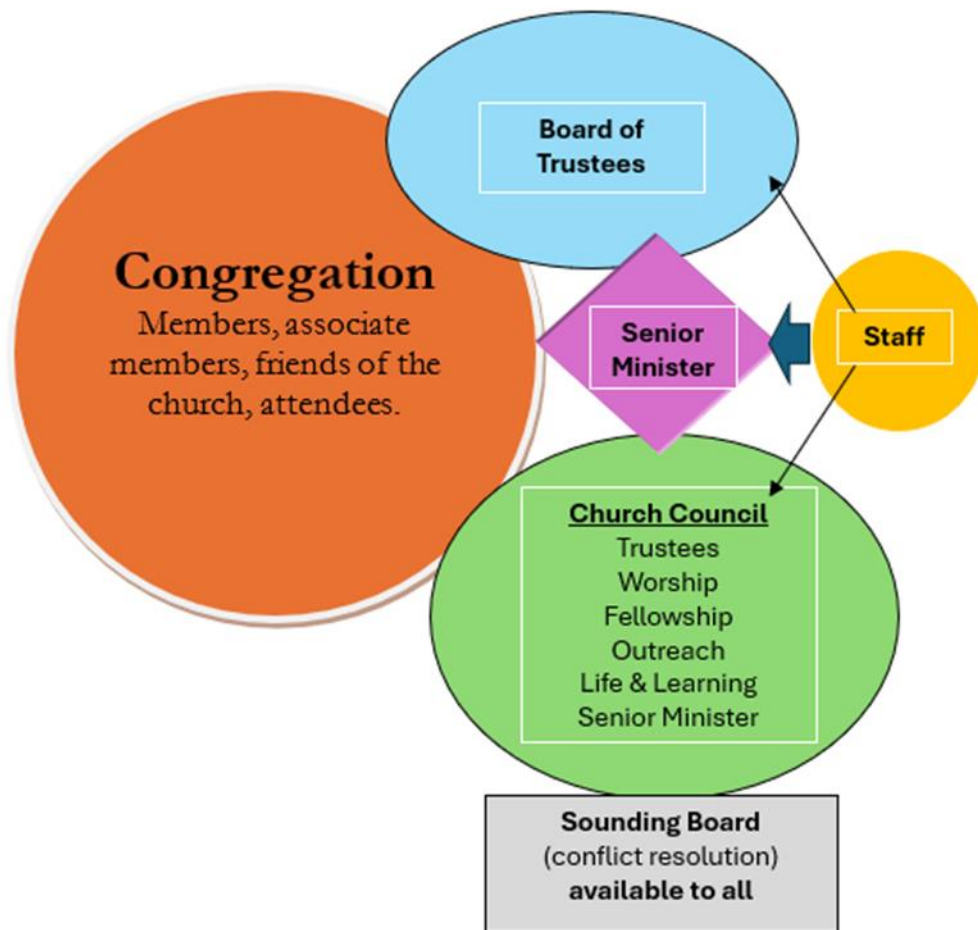 Board of
Trustees
Congregation
Members, associate
members, friends of the
church, attendees.
Senior
Minister
Staff
Church Council
Trustees
Worship
Fellowship
Outreach
Life & Learning
Senior Minister
Sounding Board
(conflict resolution)
available to all